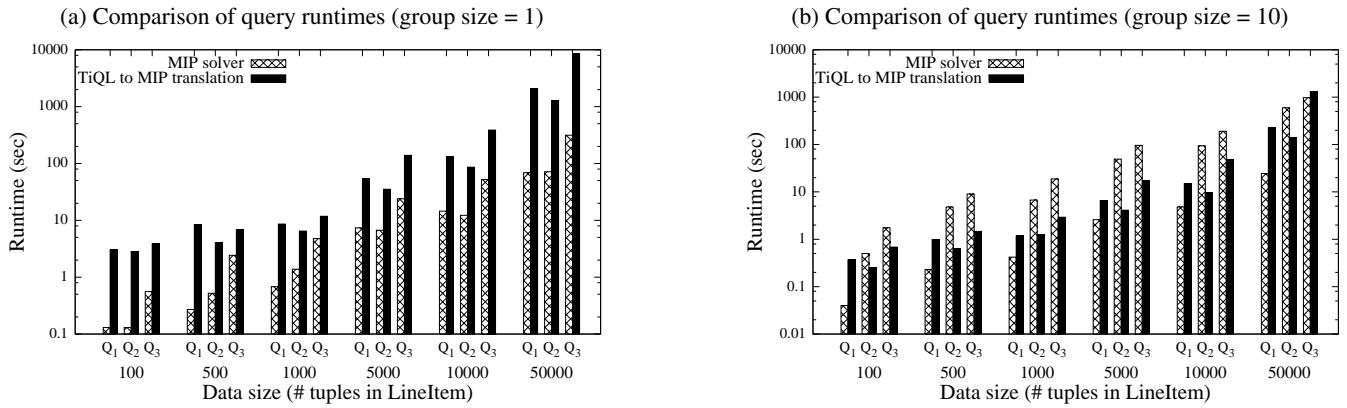 (a) Comparison of query runtimes (group size = 1)
10000
1000
100
10
1
0.1
Runtime (sec)
MIP solver
TiQL to MIP translation
Q1 Q2 Q3 Q1 Q2 Q3 Q1 Q2 Q3 Q1 Q2 Q3 Q1 Q2 Q3 Q1 Q2 Q3
100 500 1000 5000 10000 50000
Data size (# tuples in LineItem)
(b) Comparison of query runtimes (group size = 10)
10000
1000
100
10
1
0.1
0.01
Runtime (sec)
MIP solver
TiQL to MIP translation
Q1 Q2 Q3 Q1 Q2 Q3 Q1 Q2 Q3 Q1 Q2 Q3 Q1 Q2 Q3 Q1 Q2 Q3
100 500 1000 5000 10000 50000
Data size (# tuples in LineItem)